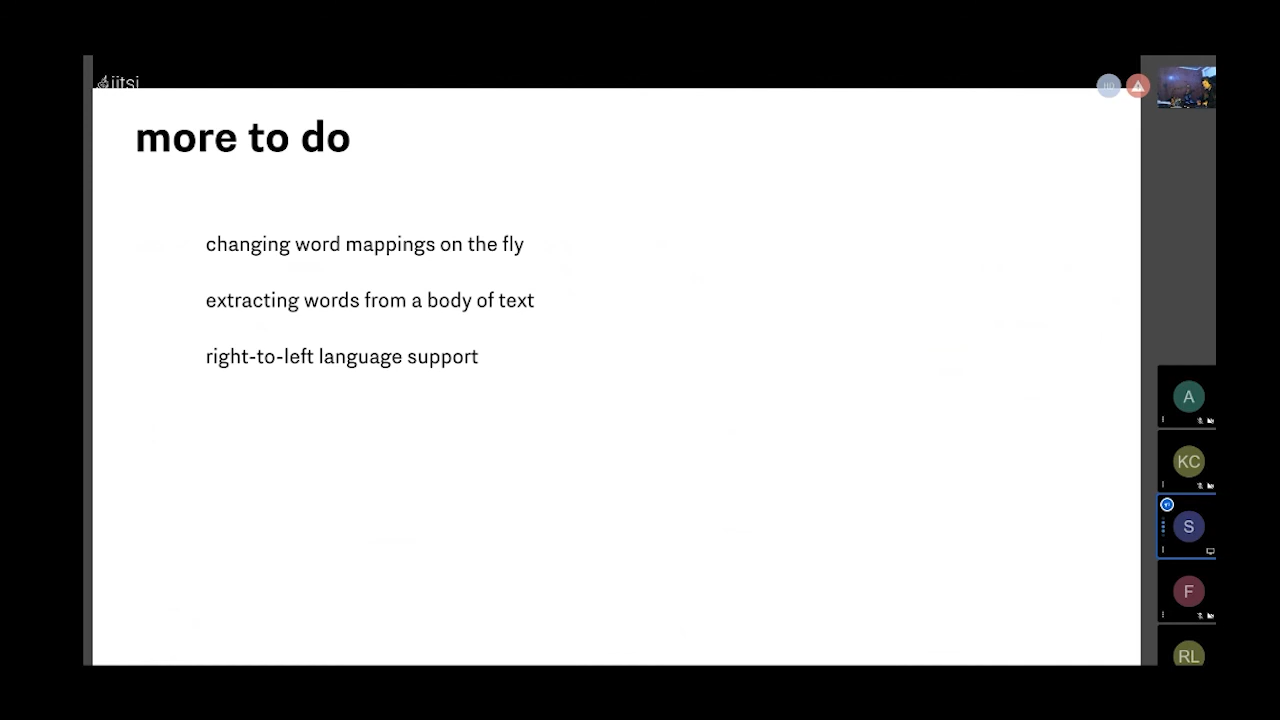 jitsi
more to do
changing word mappings on the fly
extracting words from a body of text
right-to-left language support
A
KC
S
F
RL